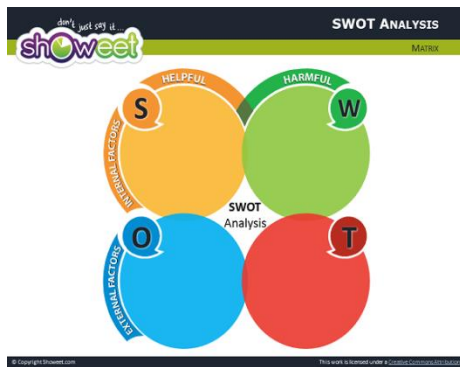 don't just say it...
showeet
SWOT ANALYSIS
MATRIX
HELPFUL
HARMFUL
S
W
INTERNAL FACTORS
SWOT
Analysis
O
T
EXTERNAL FACTORS
© Copyright Showeet.com
This work is licensed under a Creative Commons Attribution